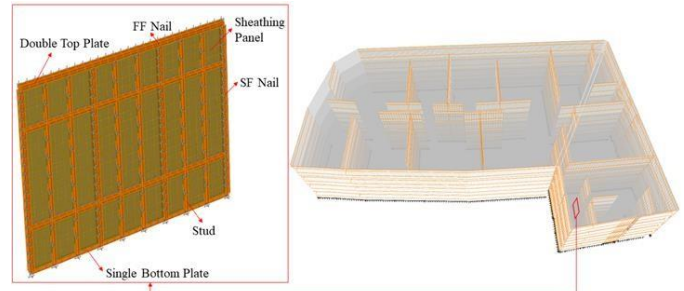 FF Nail
Sheathing
Panel
Double Top Plate
SF Nail
Stud
Single Bottom Plate